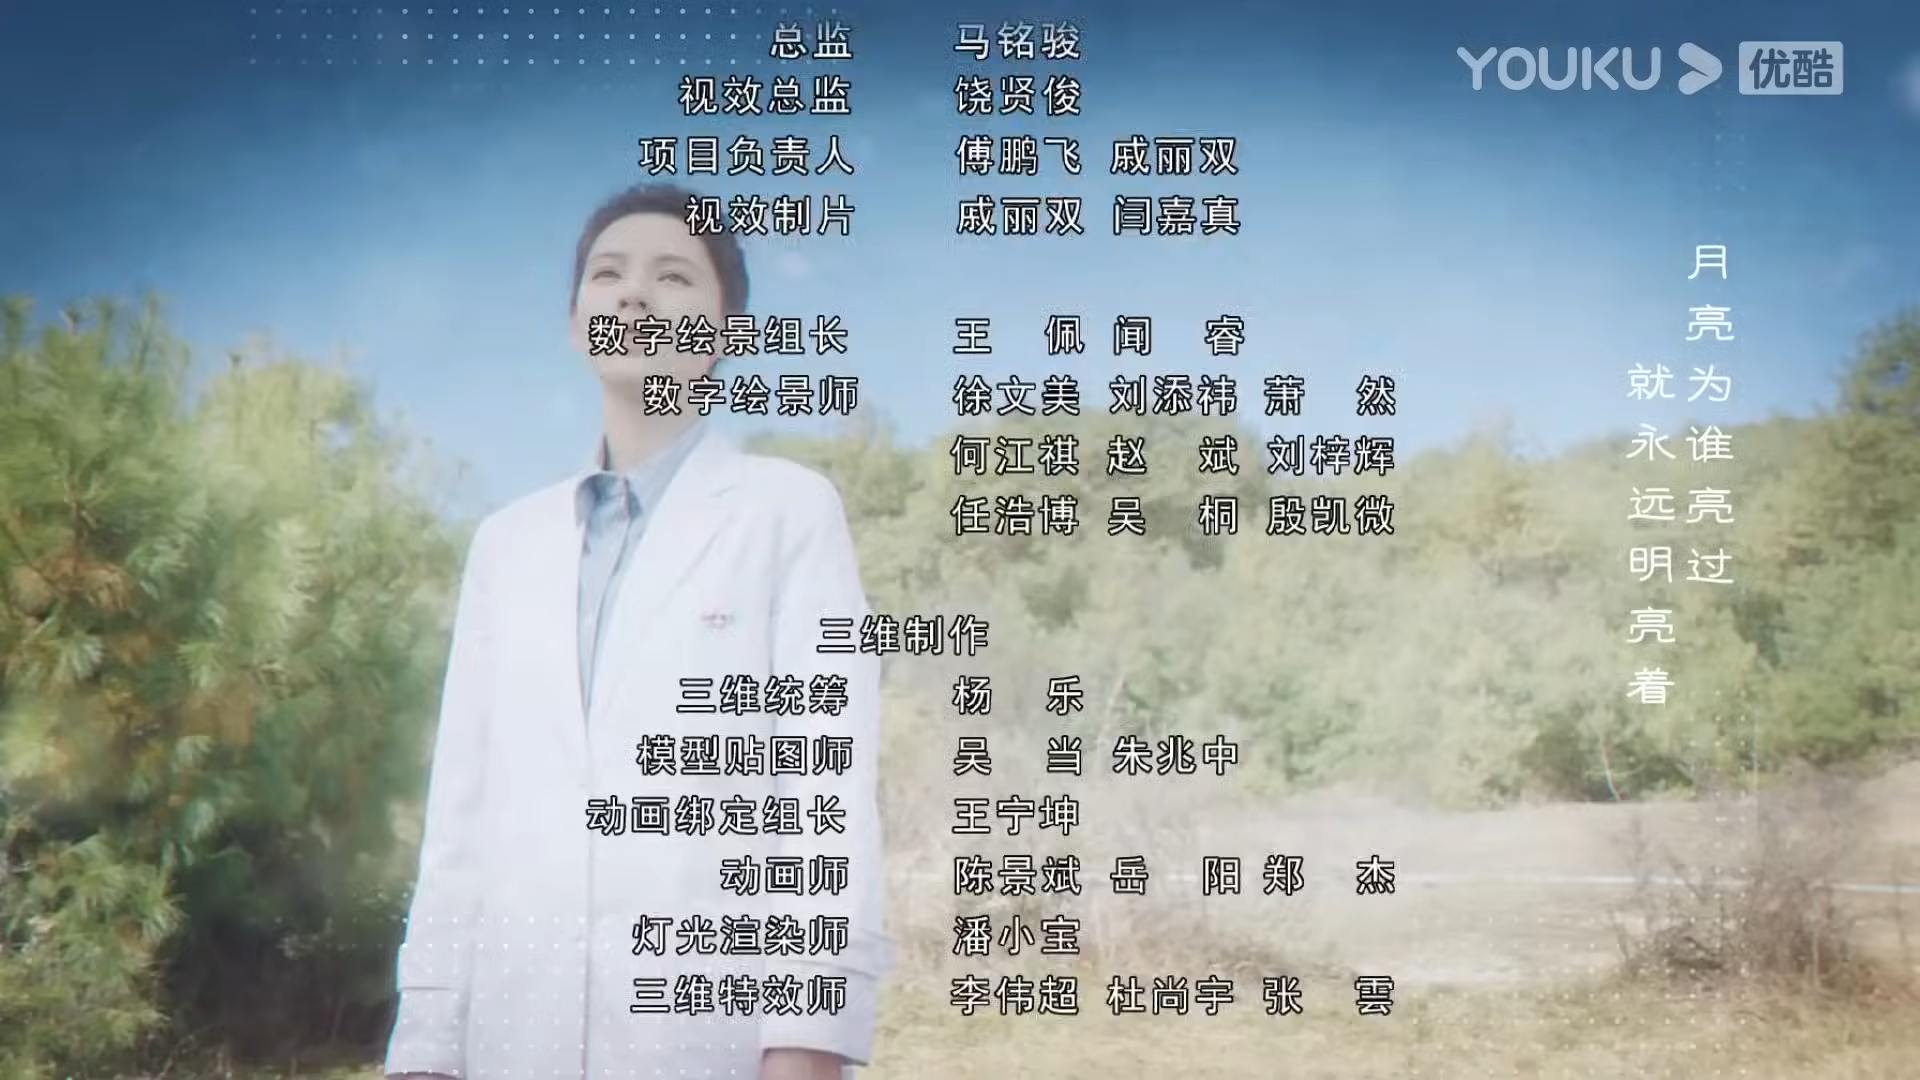 总监 马铭骏
视效总监 饶贤俊
项目负责人 傅鹏飞 戚丽双
视效制片 戚丽双 闫嘉真
数字绘景组长 王佩 闻睿
数字绘景师 徐文美 刘添祎 萧然
何江祺 赵斌 刘梓辉
任浩博 吴桐 殷凯微
三维制作
三维统筹 杨乐
模型贴图师 吴当 朱兆中
动画绑定组长 王宁坤
动画师 陈景斌 岳阳 郑杰
灯光渲染师 潘小宝
三维特效师 李伟超 杜尚宇 张雲
YOUKU 优酷
月亮为谁亮过
就永远明亮着